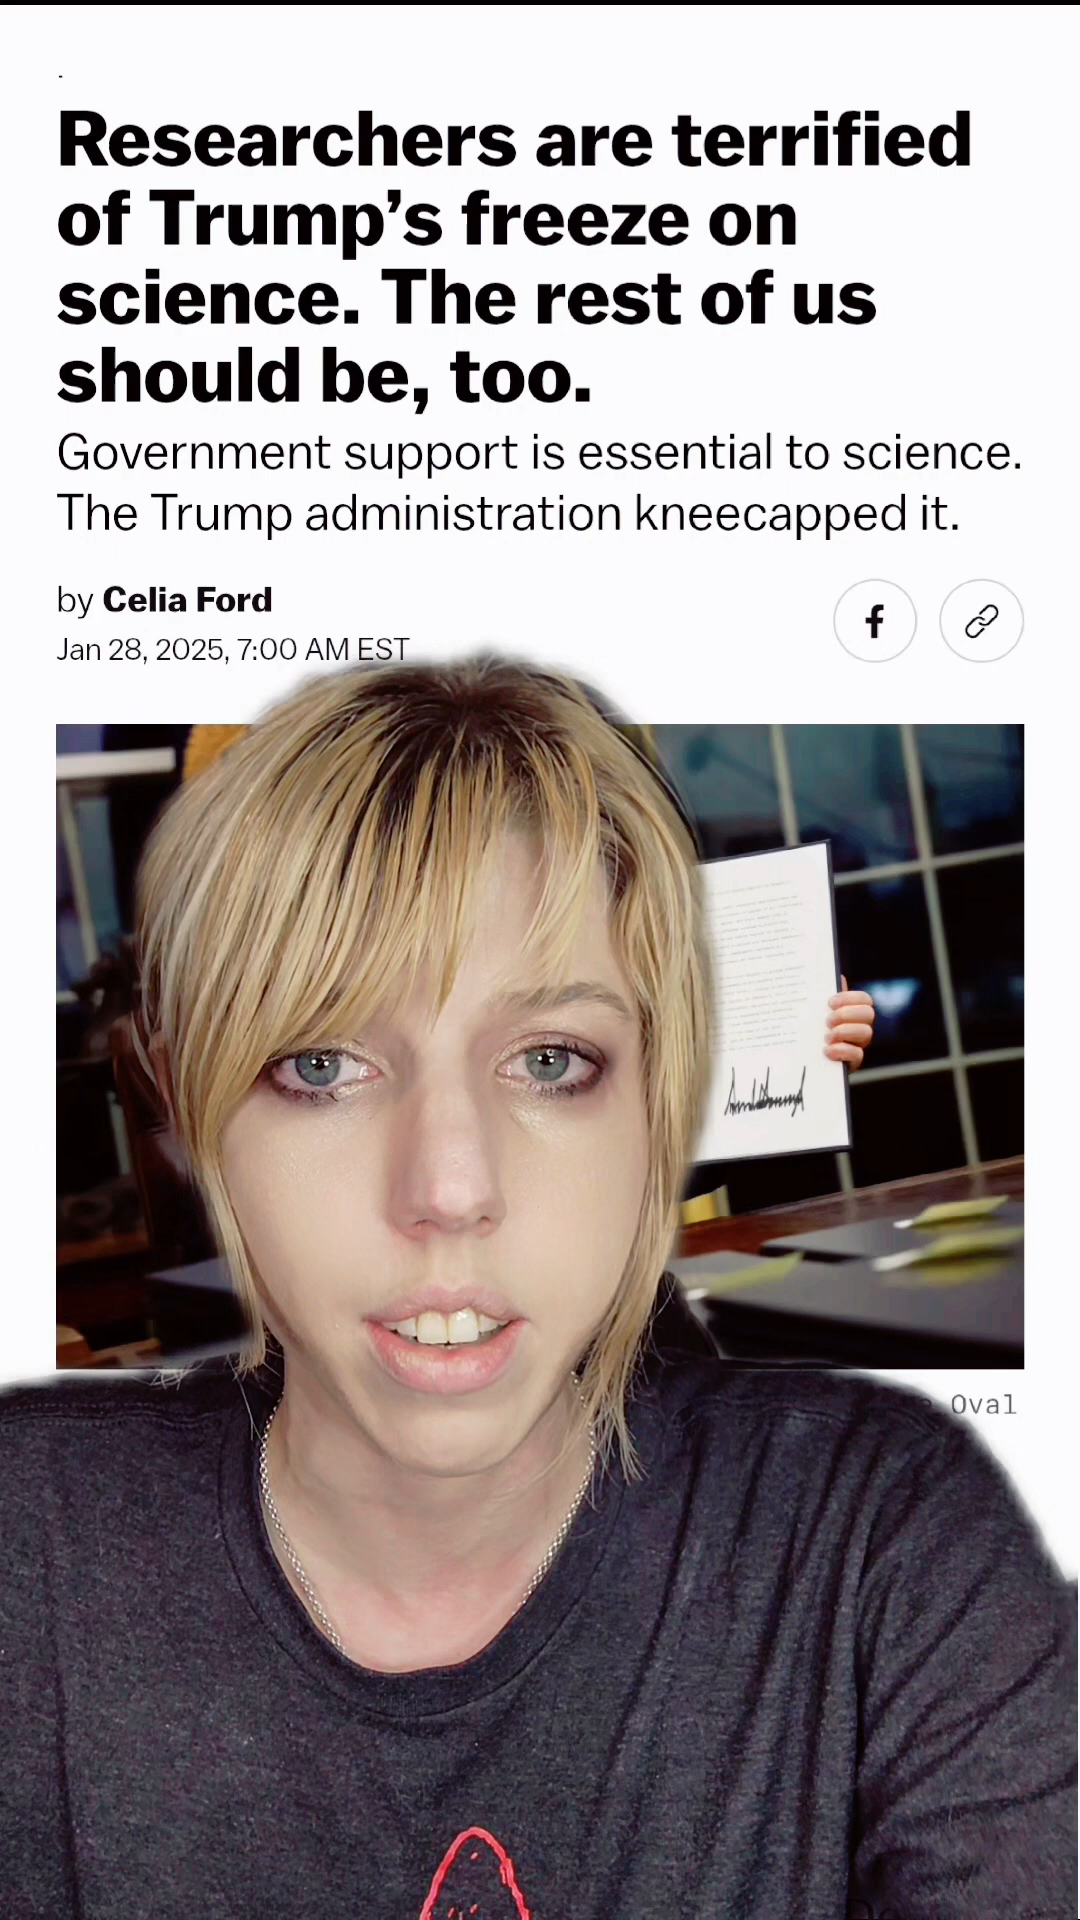 Researchers are terrified
of Trump’s freeze on
science. The rest of us
should be, too.
Government support is essential to science.
The Trump administration kneecapped it.
by Celia Ford
Jan 28, 2025, 7:00 AM EST
Oval